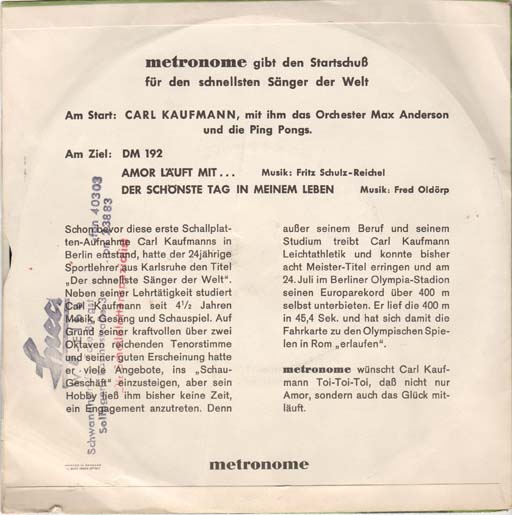 metronome gibt den Startschuß
für den schnellsten Sänger der Welt
Am Start: CARL KAUFMANN, mit ihm das Orchester Max Anderson
und die Ping Pongs.
Am Ziel: DM 192
AMOR LÄUFT MIT... Musik: Fritz Schulz-Reichel
DER SCHÖNSTE TAG IN MEINEM LEBEN Musik: Fred Oldörp
Schon bevor diese erste Schallplat-
ten-Aufnahme Carl Kaufmanns in
Berlin enstand, hatte der 24jährige
Sportlehrer aus Karlsruhe den Titel
„Der schnellste Sänger der Welt".
Neben seiner Lehrtätigkeit studiert
Carl Kaufmann seit 4½ Jahren
Musik, Gesang und Schauspiel. Auf
Grund seiner kraftvollen über zwei
Oktaven reichenden Tenorstimme
und seiner guten Erscheinung hatte
er viele Angebote, ins „Schau-
Geschäft" einzusteigen, aber sein
Hobby ließ ihm bisher keine Zeit,
ein Engagement anzutreten. Denn
außer seinem Beruf und seinem
Studium treibt Carl Kaufmann
Leichtathletik und konnte bisher
acht Meister-Titel erringen und am
24. Juli im Berliner Olympia-Stadion
seinen Europarekord über 400 m
selbst unterbieten. Er lief die 400 m
in 45,4 Sek. und hat sich damit die
Fahrkarte zu den Olympischen Spie-
len in Rom „erlaufen".
metronome wünscht Carl Kauf-
mann Toi-Toi-Toi, daß nicht nur
Amor, sondern auch das Glück mit-
läuft.
metronome